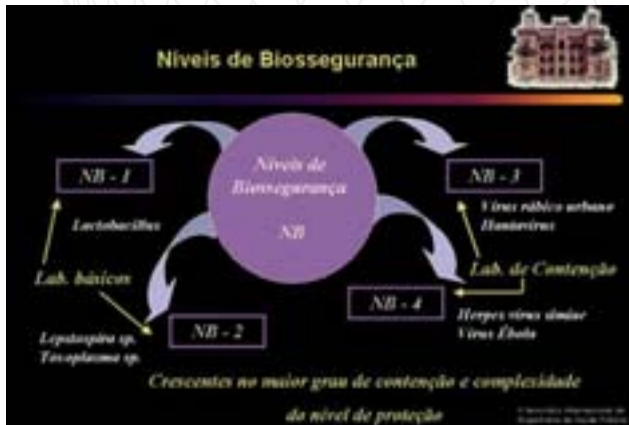 Níveis de Biossegurança
Níveis de
Biossegurança
NB
NB - 1
Lactobacillus
Lab. básicos
Leptospira sp.
Toxoplasma sp.
NB - 2
NB - 3
Vírus rábico urbano
Hantavírus
Lab. de Contenção
NB - 4
Herpes vírus simiae
Vírus Ébola
Crescentes no maior grau de contenção e complexidade
do nível de proteção